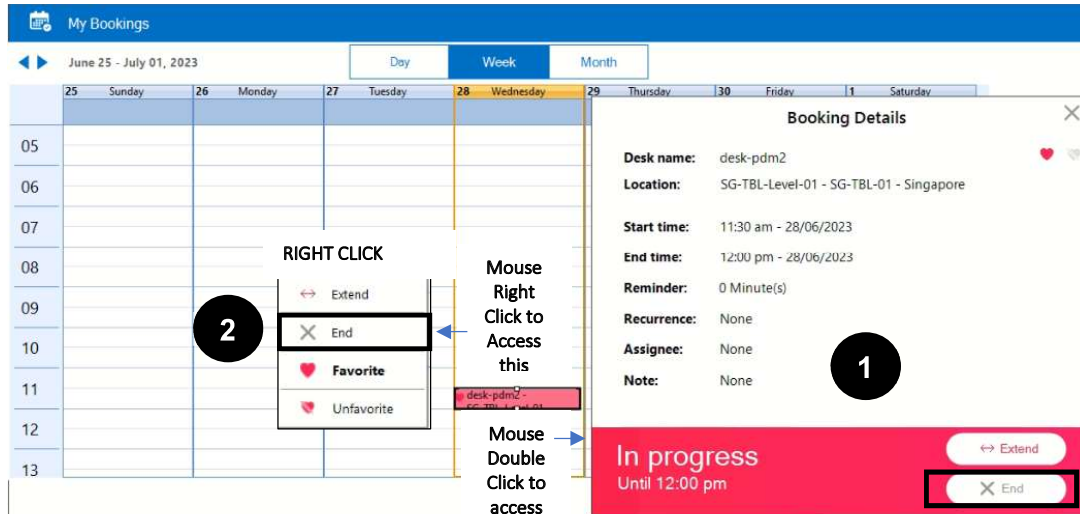 My Bookings
June 25 - July 01, 2023
Day
Week
Month
25 Sunday
26 Monday
27 Tuesday
28 Wednesday
29 Thursday
30 Friday
1 Saturday
05
06
07
08
09
10
11
12
13
RIGHT CLICK
Extend
End
Favorite
Unfavorite
2
Mouse
Right
Click to
Access
this
desk-pdm2 -
SG-TBL-Level-01
Mouse
Double
Click to
access
Booking Details
Desk name: desk-pdm2
Location: SG-TBL-Level-01 - SG-TBL-01 - Singapore
Start time: 11:30 am - 28/06/2023
End time: 12:00 pm - 28/06/2023
Reminder: 0 Minute(s)
Recurrence: None
Assignee: None
Note: None
1
In progress
Until 12:00 pm
Extend
End